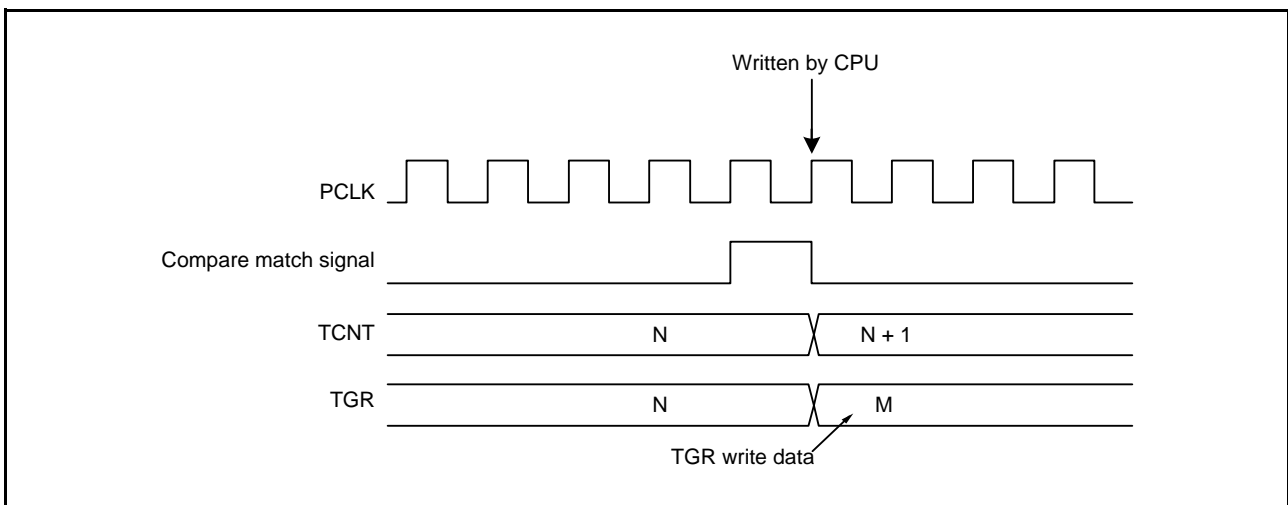 Written by CPU
PCLK
Compare match signal
TCNT
N
N + 1
TGR
N
M
TGR write data